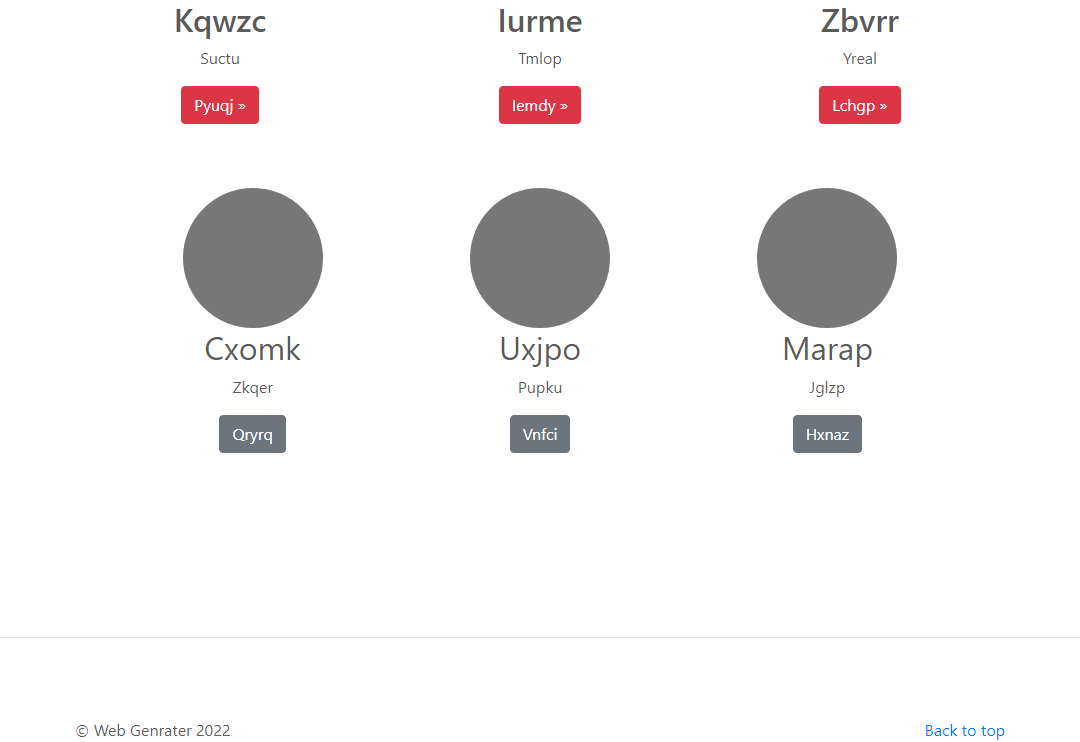 Kqwzc Iurme Zbvrr
Suctu Tmlop Yreal
Pyuqj » Iemdy » Lchgp »
Cxomk Uxjpo Marap
Zkqer Pupku Jglzp
Qryrq Vnfci Hxnaz
© Web Genrater 2022 Back to top